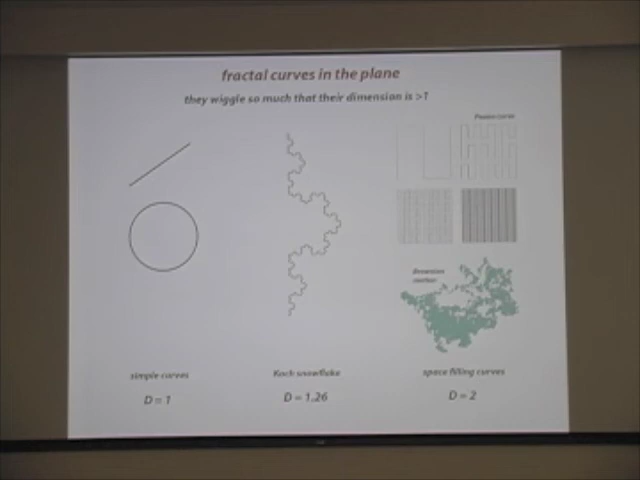 fractal curves in the plane
they wiggle so much that their dimension is >1
Peano curve
Brownian motion
simple curves
Koch snowflake
space filling curves
D = 1
D = 1.26
D = 2